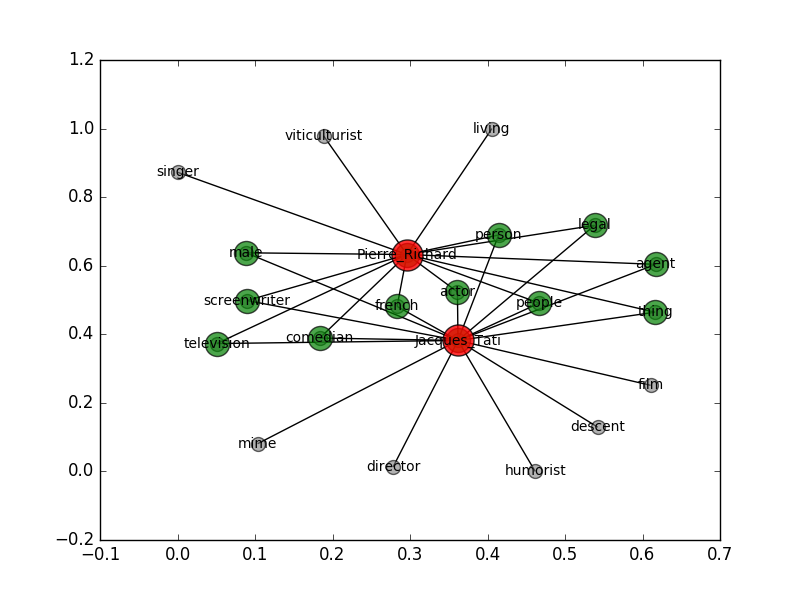 1.2
1.0
0.8
0.6
0.4
0.2
0.0
−0.2
−0.1
0.0
0.1
0.2
0.3
0.4
0.5
0.6
0.7
living
viticulturist
singer
legal
person
male
Pierre_Richard
agent
actor
screenwriter
people
french
thing
comedian
television
Jacques_Tati
film
descent
mime
director
humorist